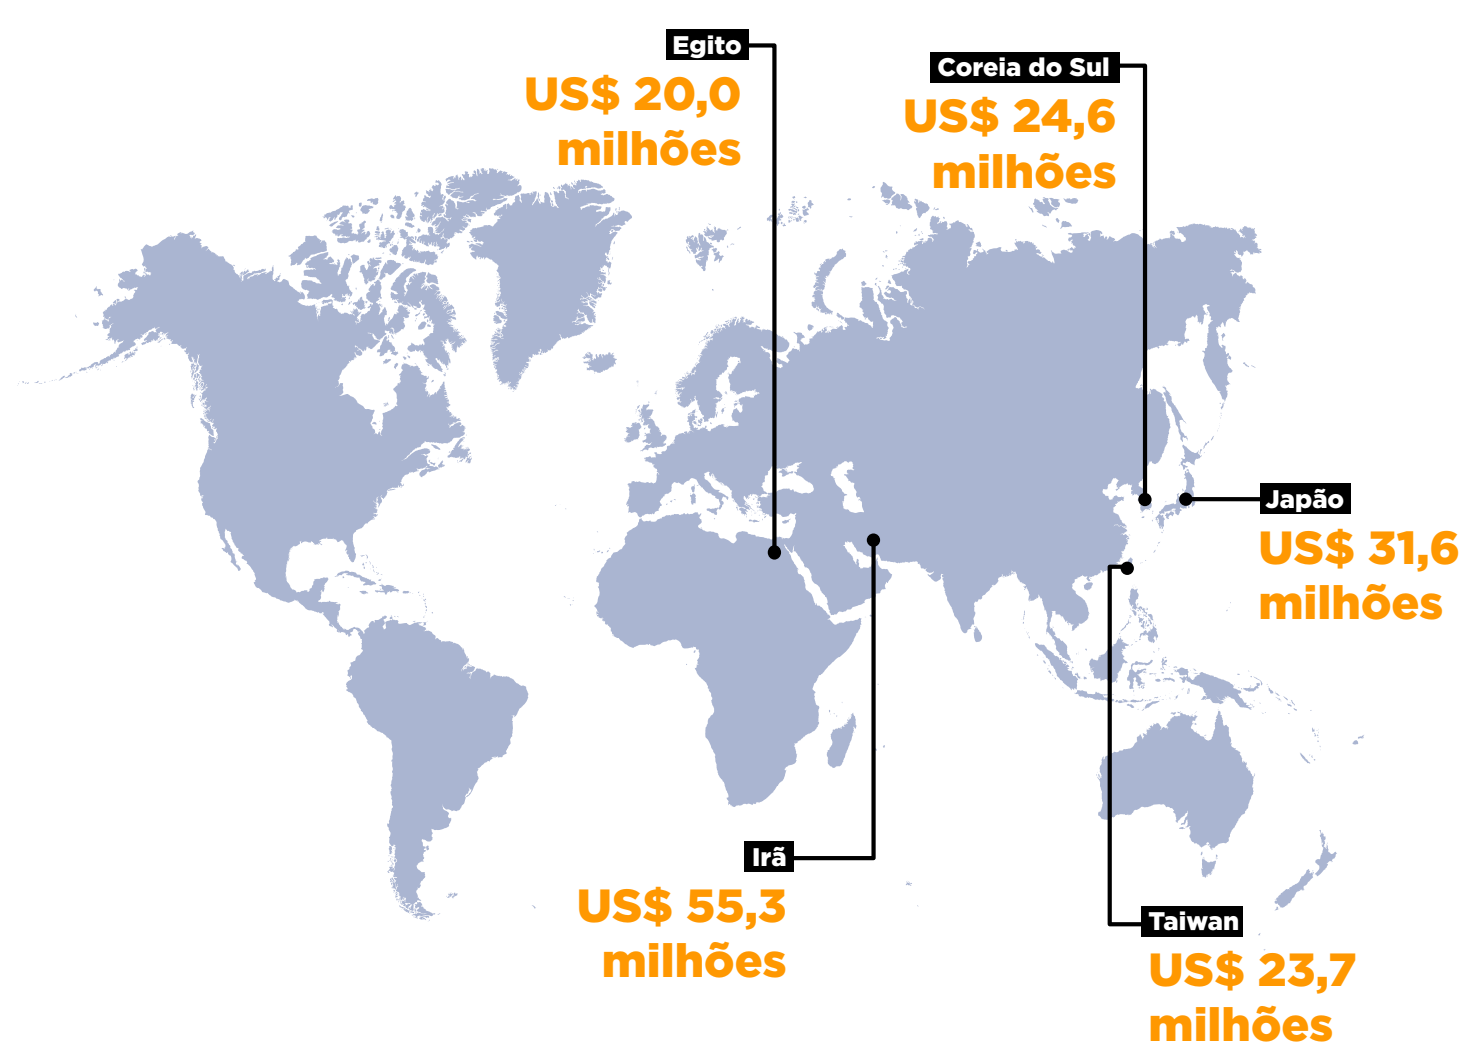 Egito
US$ 20,0
milhões
Coreia do Sul
US$ 24,6
milhões
Japão
US$ 31,6
milhões
Irã
US$ 55,3
milhões
Taiwan
US$ 23,7
milhões